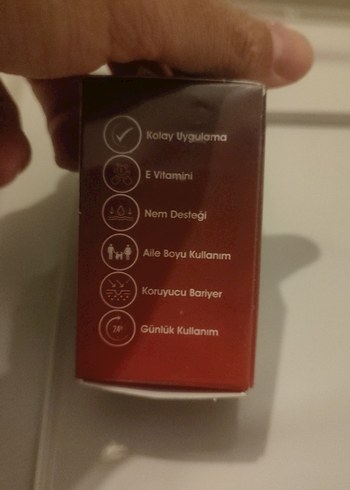 Kolay Uygulama
E Vitamini
Nem Desteği
Aile Boyu Kullanım
Koruyucu Bariyer
Günlük Kullanım